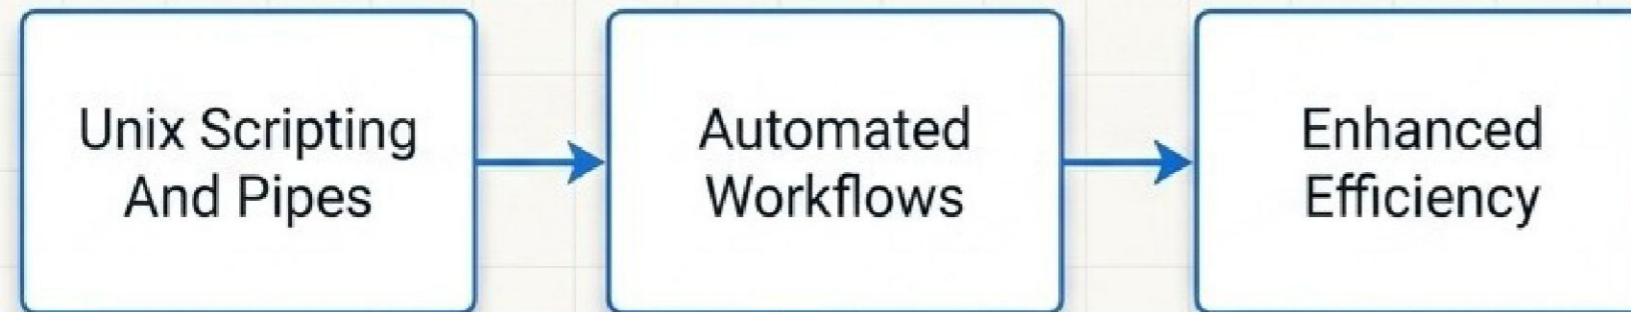 Unix Scripting
And Pipes
Automated
Workflows
Enhanced
Efficiency